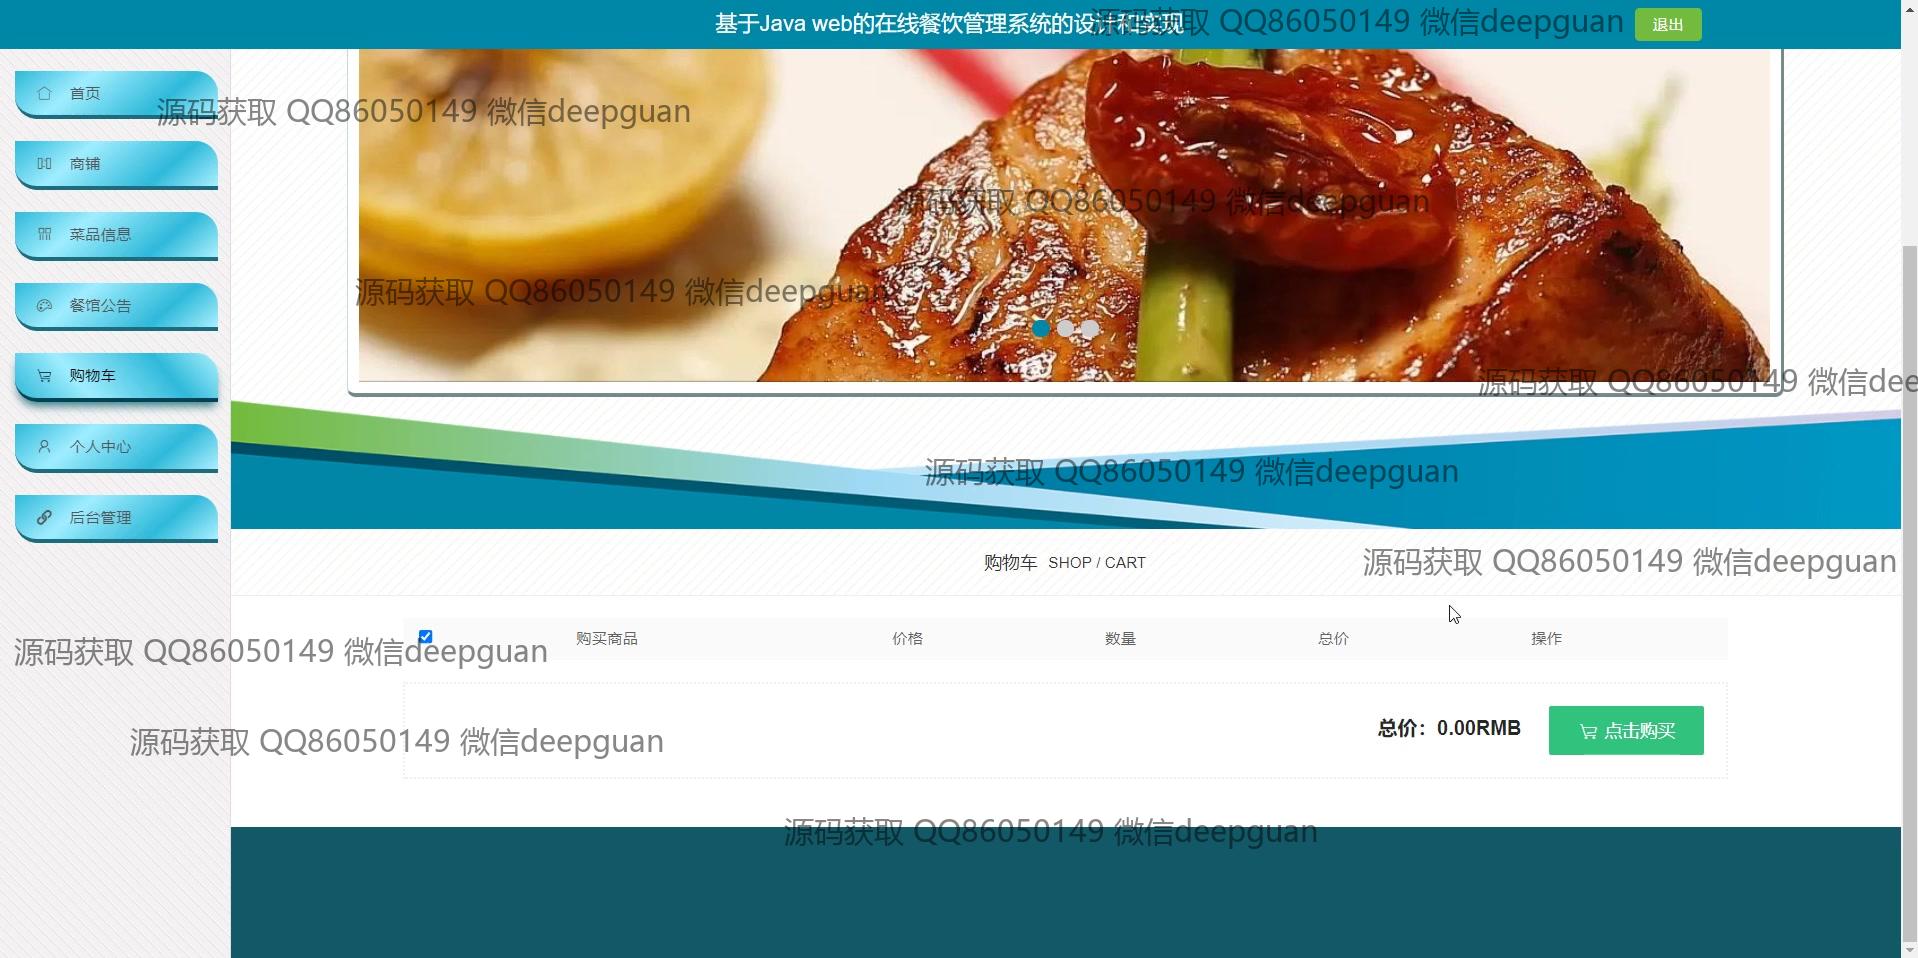 基于Java web的在线餐饮管理系统的设计和实现
源码获取 QQ86050149 微信deepguan
退出
首页
源码获取 QQ86050149 微信deepguan
商铺
源码获取 QQ86050149 微信deepguan
菜品信息
餐馆公告
源码获取 QQ86050149 微信deepguan
购物车
源码获取 QQ86050149 微信dee
个人中心
源码获取 QQ86050149 微信deepguan
后台管理
购物车 SHOP / CART
源码获取 QQ86050149 微信deepguan
购买商品 价格 数量 总价 操作
源码获取 QQ86050149 微信deepguan
总价：0.00RMB 点击购买
源码获取 QQ86050149 微信deepguan
源码获取 QQ86050149 微信deepguan